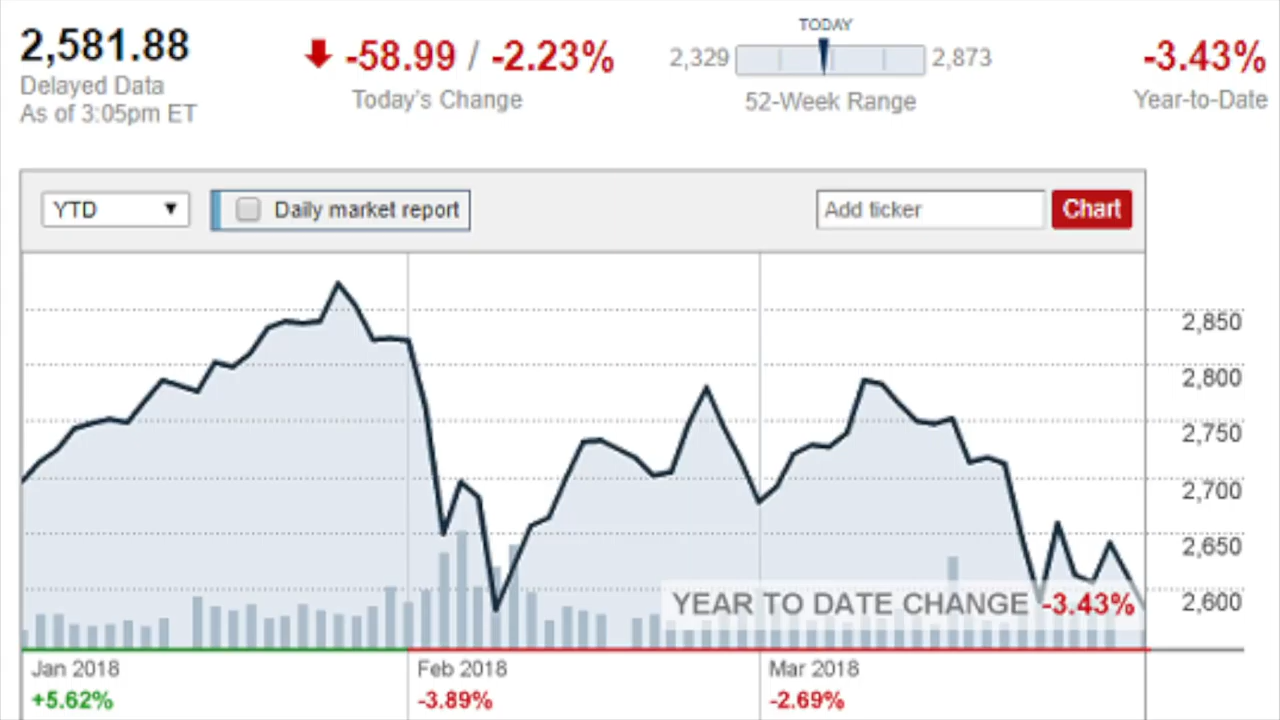 2,581.88
Delayed Data
As of 3:05pm ET
-58.99 / -2.23%
Today's Change
TODAY
2,329 2,873
52-Week Range
-3.43%
Year-to-Date
YTD Daily market report Add ticker Chart
2,850
2,800
2,750
2,700
2,650
2,600
YEAR TO DATE CHANGE -3.43%
Jan 2018 Feb 2018 Mar 2018
+5.62% -3.89% -2.69%